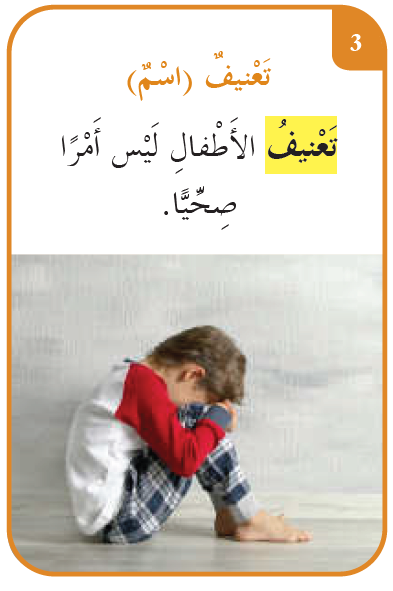 3
تَعْنيفٌ (اسْمٌ)
تَعْنيفُ الأَطْفالِ لَيْس أَمْرًا
صِحِّيًّا.